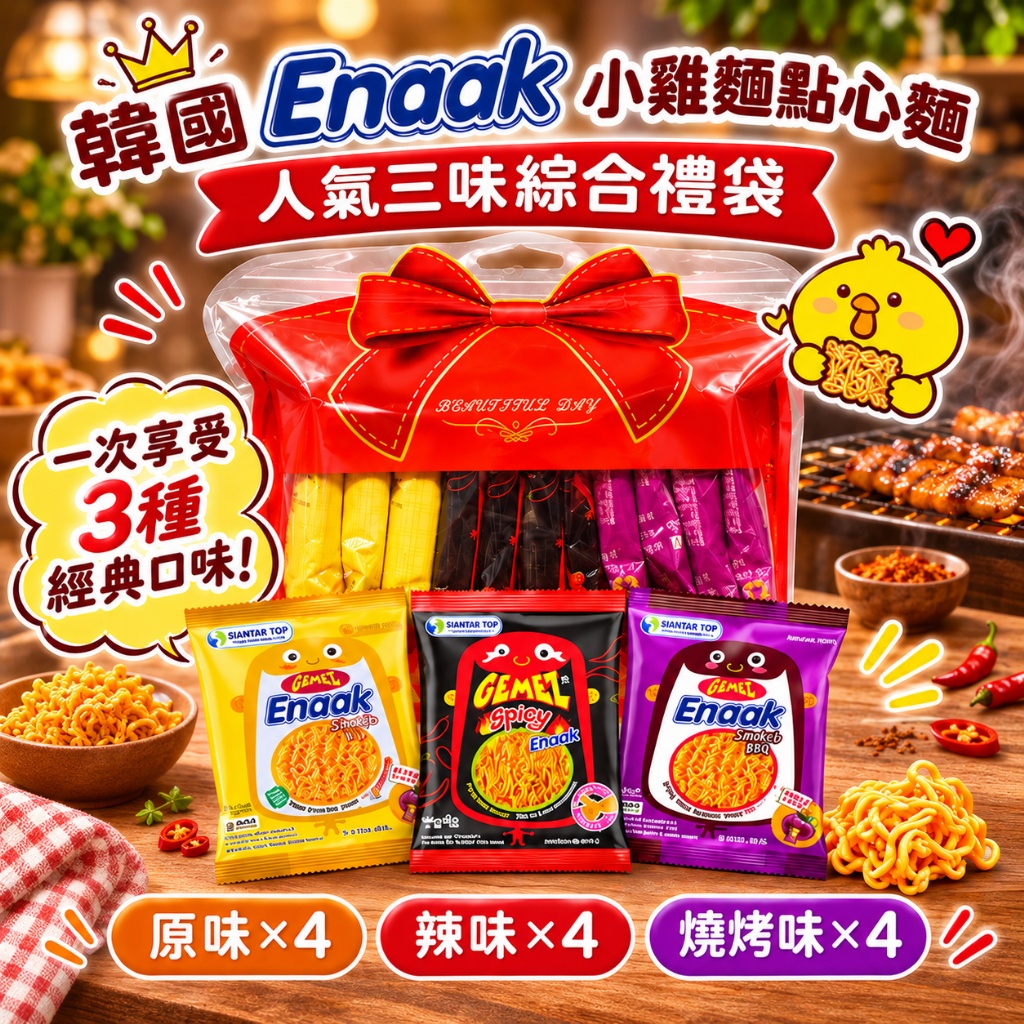 韓國 Enaak 小雞麵點心麵
人氣三味綜合禮袋
BEAUTIFUL DAY
一次享受
3種
經典口味!
SIANTAR TOP
GEMEZ
Enaak
SIANTAR TOP
GEMEZ
Spicy
Enaak
SIANTAR TOP
GEMEZ
Enaak
BBQ
原味×4
辣味×4
燒烤味×4